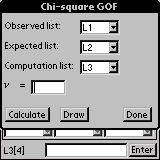 Chi-square GOF
Observed list: L1
Expected list: L2
Computation list: L3
ν =
Calculate Draw Done
L3[4] Enter